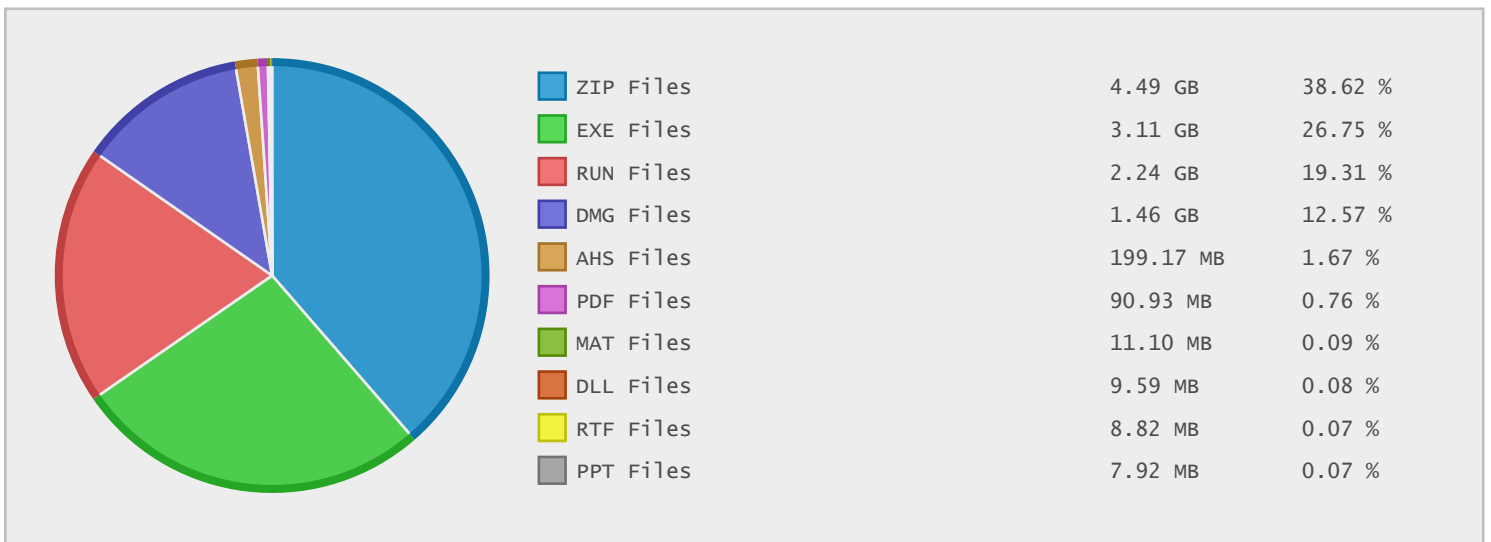 ZIP Files 4.49 GB 38.62 %
EXE Files 3.11 GB 26.75 %
RUN Files 2.24 GB 19.31 %
DMG Files 1.46 GB 12.57 %
AHS Files 199.17 MB 1.67 %
PDF Files 90.93 MB 0.76 %
MAT Files 11.10 MB 0.09 %
DLL Files 9.59 MB 0.08 %
RTF Files 8.82 MB 0.07 %
PPT Files 7.92 MB 0.07 %